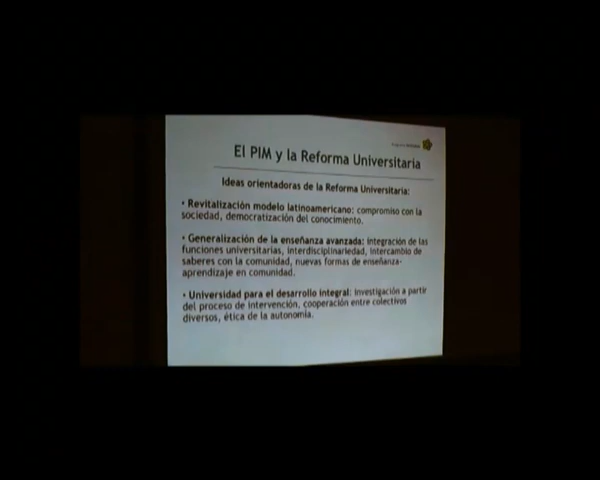 El PIM y la Reforma Universitaria
Ideas orientadoras de la Reforma Universitaria:
• Revitalización modelo latinoamericano: compromiso con la
sociedad, democratización del conocimiento.
• Generalización de la enseñanza avanzada: integración de las
funciones universitarias, interdisciplinariedad, intercambio de
saberes con la comunidad, nuevas formas de enseñanza-
aprendizaje en comunidad.
• Universidad para el desarrollo integral: investigación a partir
del proceso de intervención, cooperación entre colectivos
diversos, ética de la autonomía.